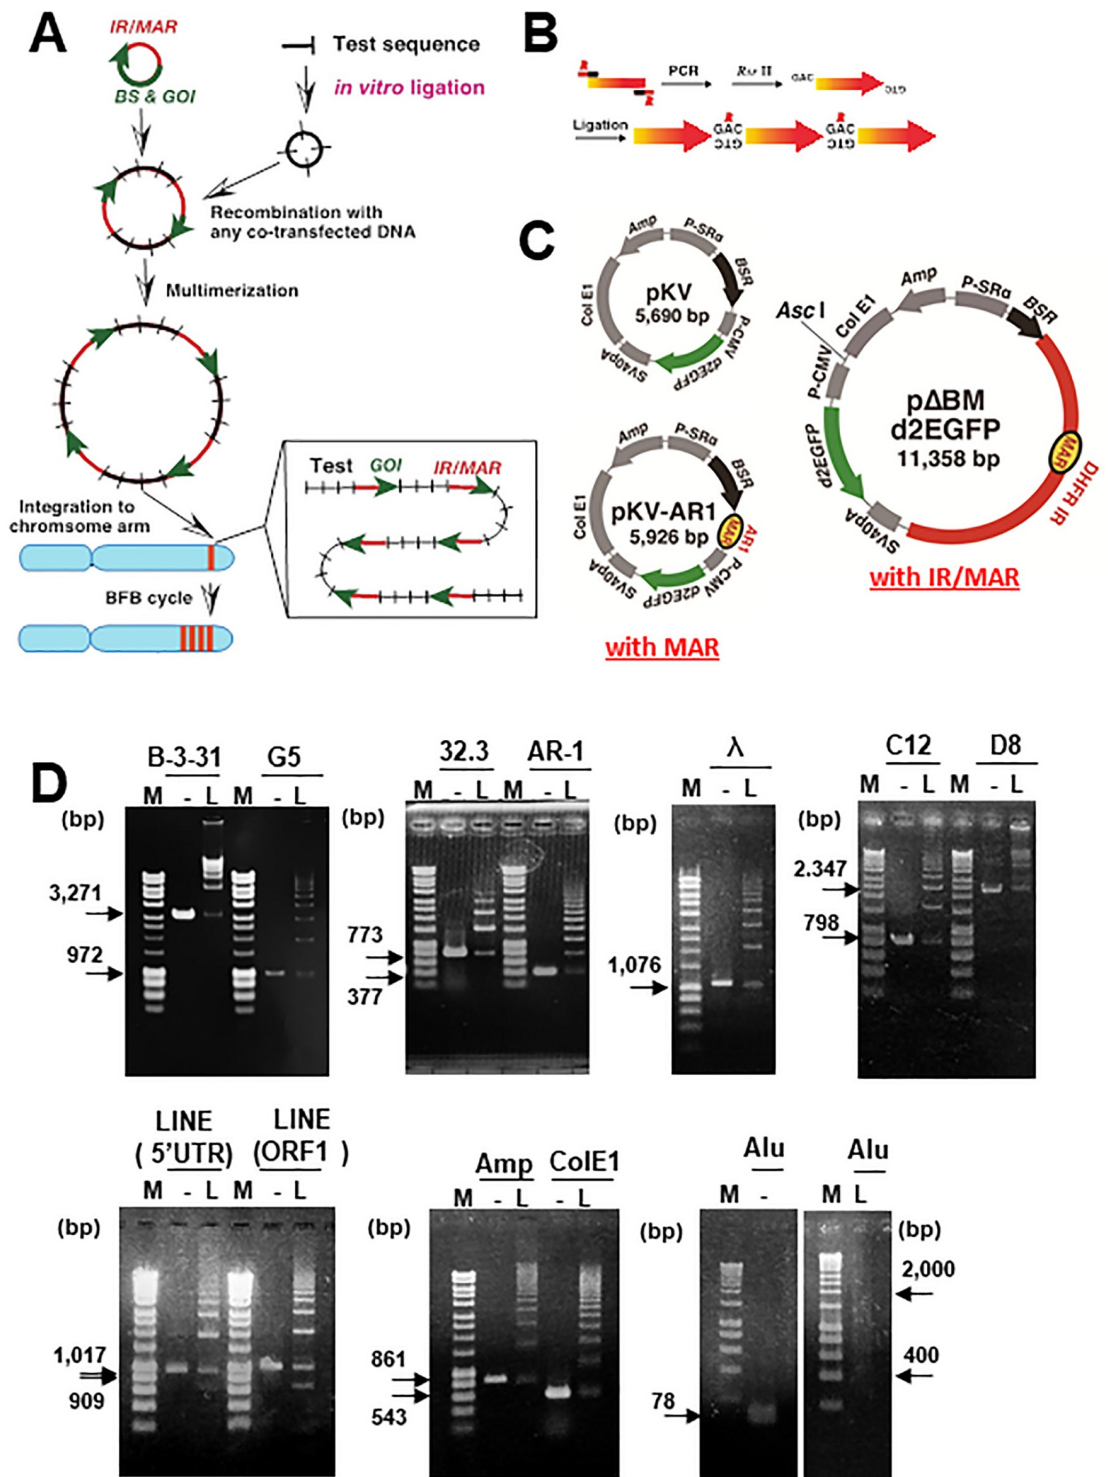 A
IR/MAR
BS & GOI
Test sequence
in vitro ligation
Recombination with
any co-transfected DNA
Multimerization
Integration to
chromsome arm
BFB cycle
Test GOI IR/MAR
B
R
R
PCR
Rsr II
GAC
CTG
Ligation
R
GAC
CTG
R
GAC
CTG
C
Amp
P-SRα
BSR
P-CMV
d2EGFP
SV40pA
Col E1
pKV
5,690 bp
Amp
P-SRα
BSR
MAR
AR1
P-CMV
d2EGFP
SV40pA
Col E1
pKV-AR1
5,926 bp
with MAR
Asc I
Col E1
Amp
P-SRα
BSR
MAR
DHFR IR
SV40pA
d2EGFP
P-CMV
pΔBM
d2EGFP
11,358 bp
with IR/MAR
D
B-3-31 G5
M - L M - L
(bp)
3,271
972
32.3 AR-1
M - L M - L
(bp)
773
377
λ
M - L
(bp)
1,076
C12 D8
M - L M - L
(bp)
2.347
798
LINE
( 5'UTR)
LINE
(ORF1 )
M - L M - L
(bp)
1,017
909
Amp ColE1
M - L - L
(bp)
861
543
Alu
M -
(bp)
78
Alu
M L
(bp)
2,000
400